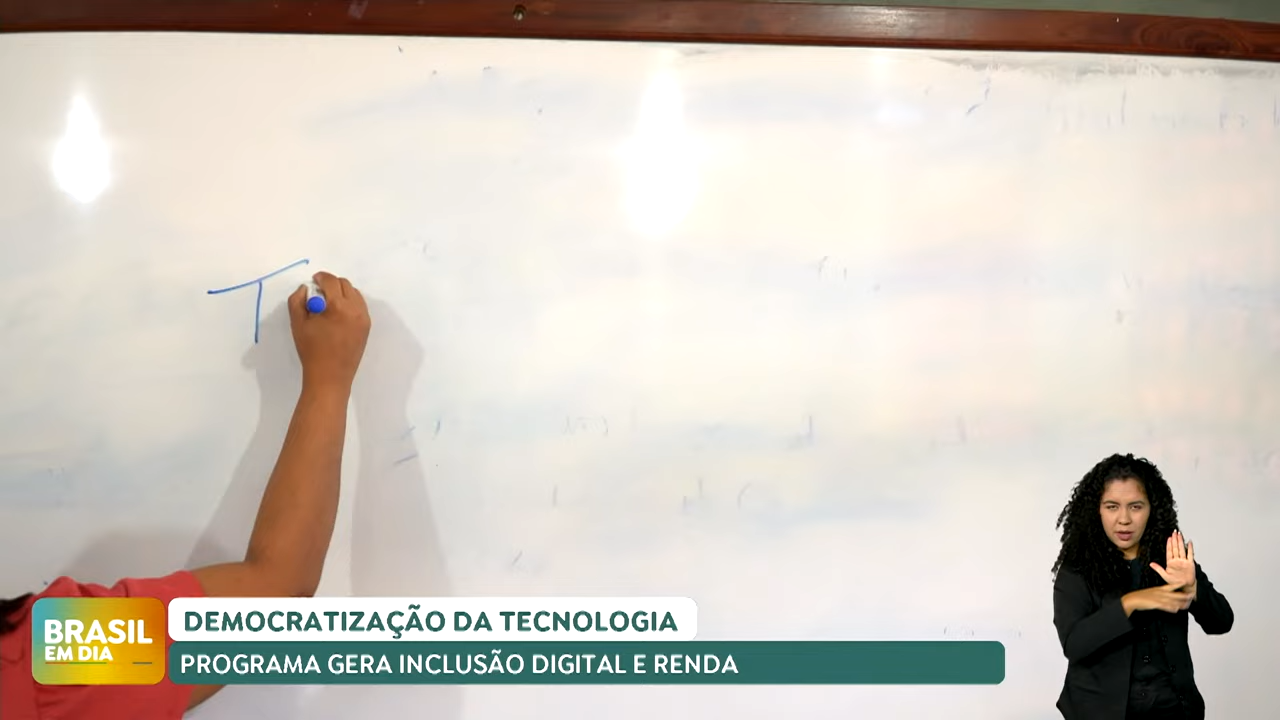 T
DEMOCRATIZAÇÃO DA TECNOLOGIA
BRASIL
EM DIA
PROGRAMA GERA INCLUSÃO DIGITAL E RENDA